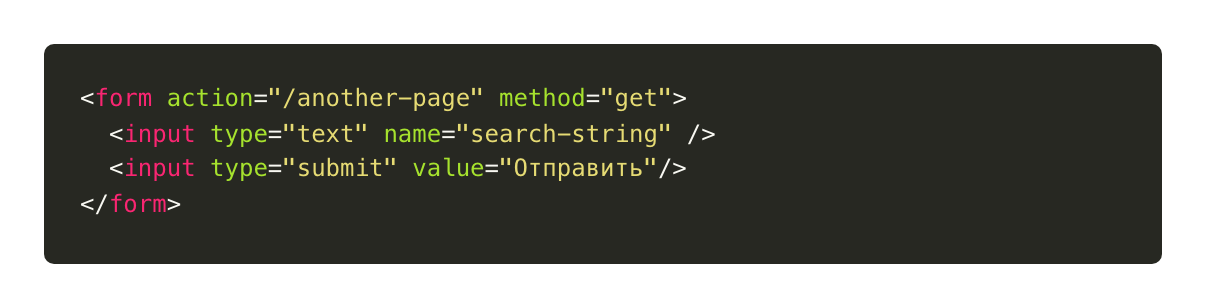 <form action="/another-page" method="get">
  <input type="text" name="search-string" />
  <input type="submit" value="Отправить"/>
</form>